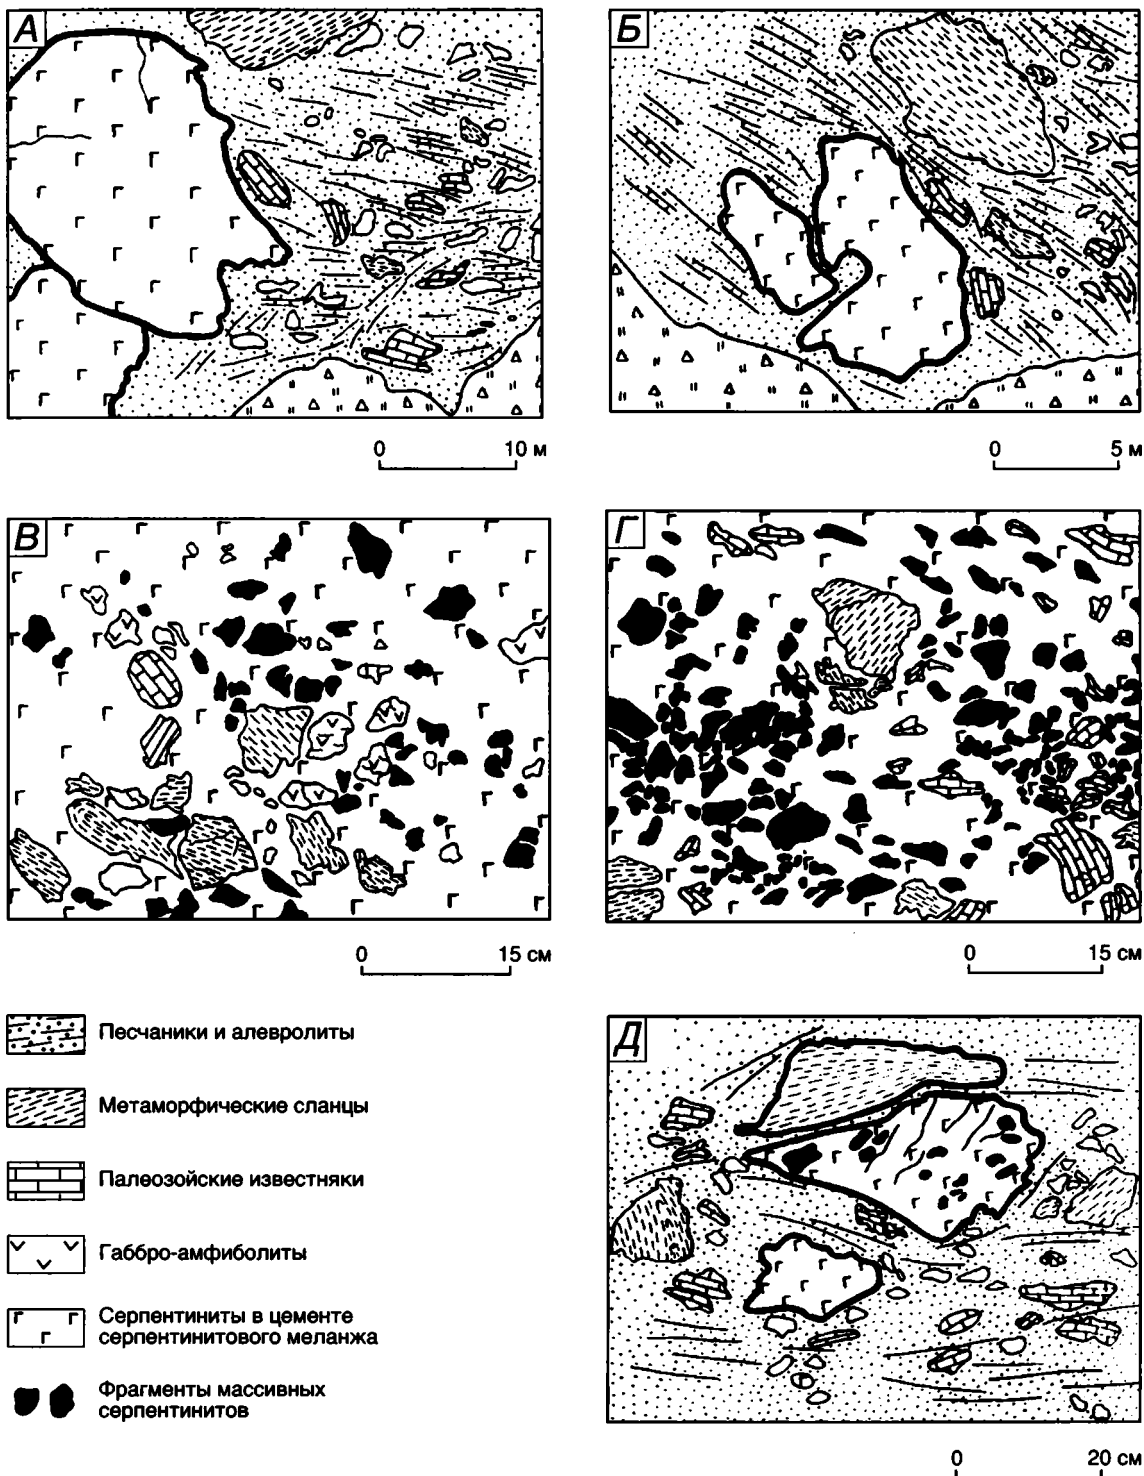 А
Б
0 10 м
0 5 м
В
Г
0 15 см
0 15 см
Песчаники и алевролиты
Метаморфические сланцы
Палеозойские известняки
Габбро-амфиболиты
Серпентиниты в цементе
серпентинитового меланжа
Фрагменты массивных
серпентинитов
Д
0 20 см